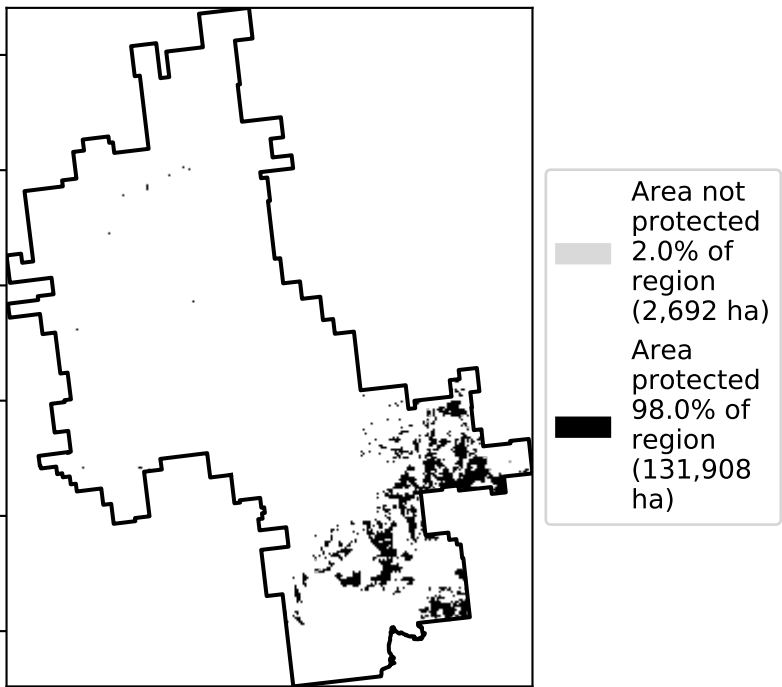 Area not
protected
2.0% of
region
(2,692 ha)
Area
protected
98.0% of
region
(131,908
ha)